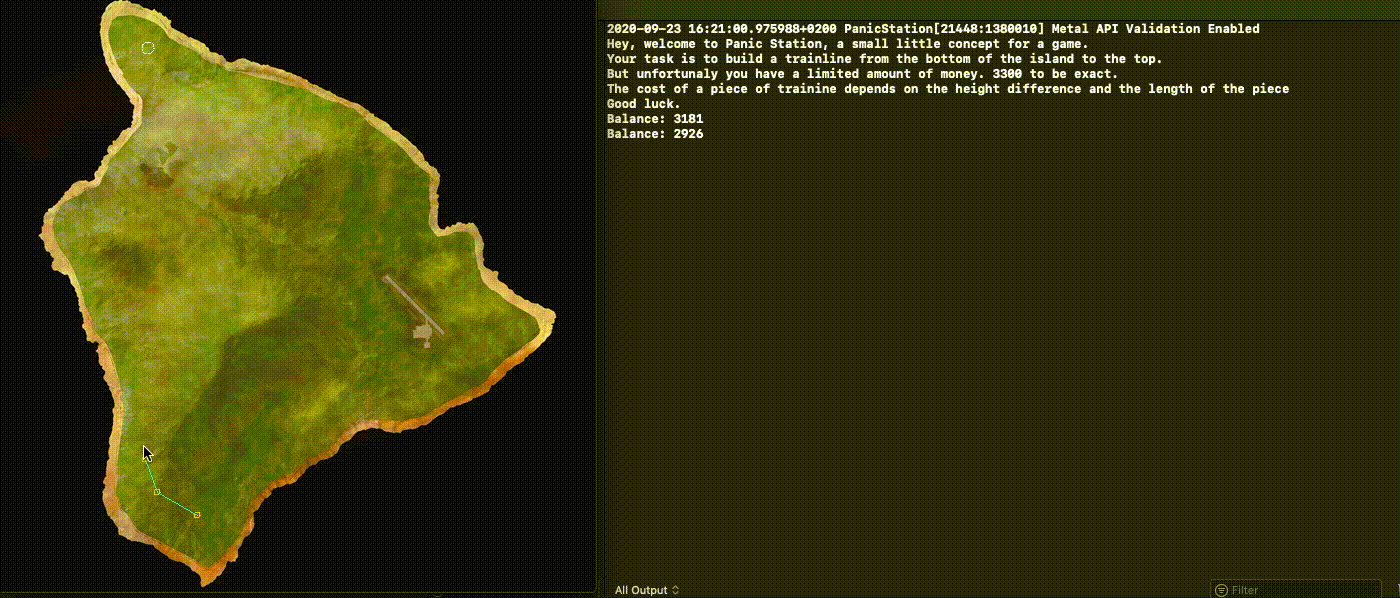 2020-09-23 16:21:00.975988+0200 PanicStation[21448:1380010] Metal API Validation Enabled
Hey, welcome to Panic Station, a small little concept for a game.
Your task is to build a trainline from the bottom of the island to the top.
But unfortunaly you have a limited amount of money. 3300 to be exact.
The cost of a piece of trainine depends on the height difference and the length of the piece
Good luck.
Balance: 3181
Balance: 2926
All Output
Filter